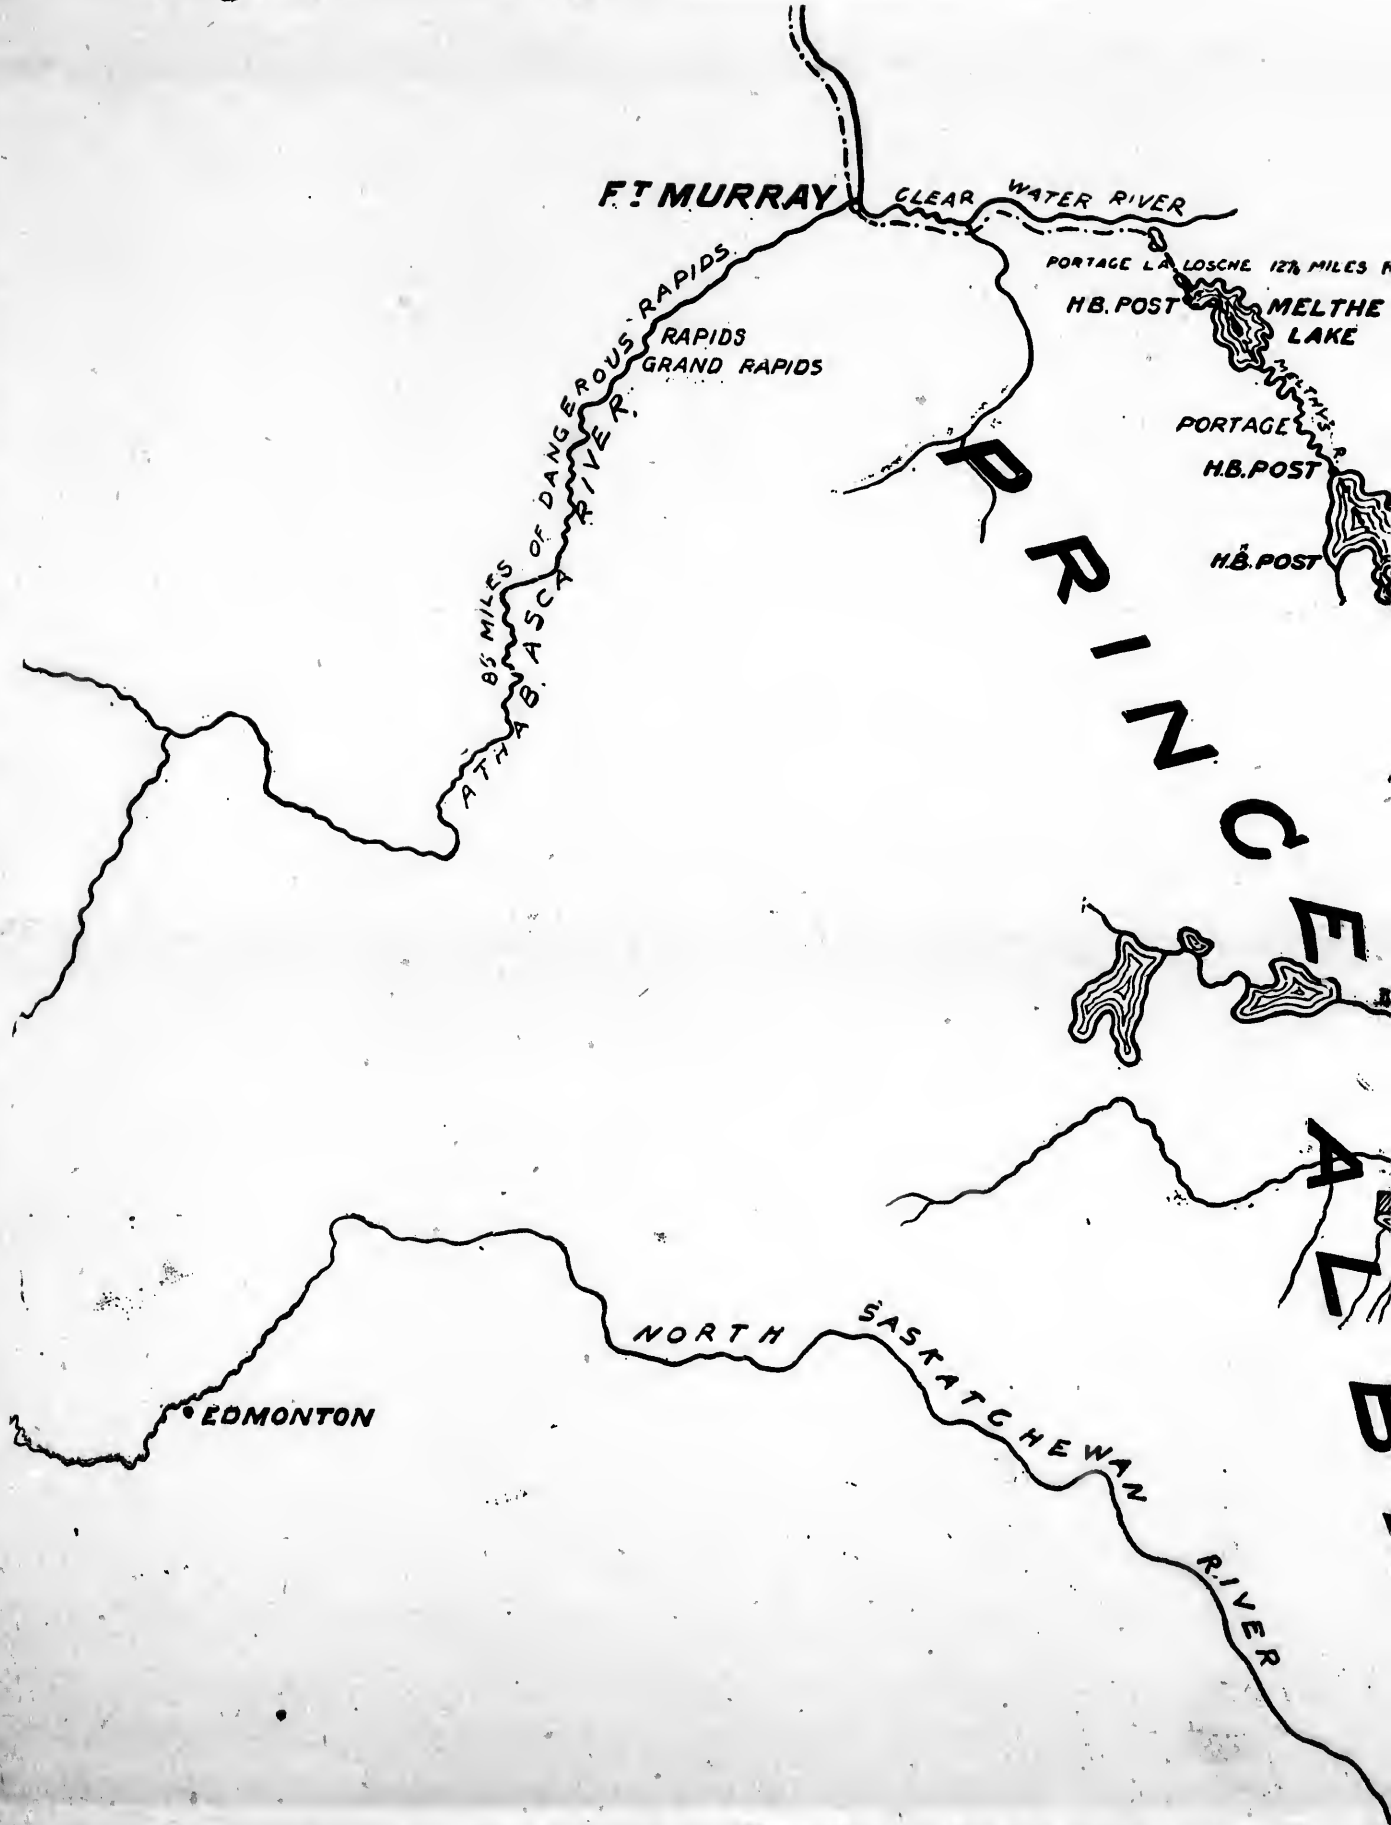 FT MURRAY
CLEAR WATER RIVER
PORTAGE LA LOSCHE 12½ MILES
H.B. POST
MELTHE
LAKE
MELTHYS R.
PORTAGE
H.B. POST
H.B. POST
85 MILES OF DANGEROUS RAPIDS
RAPIDS
GRAND RAPIDS
ATHABASCA RIVER.
PRINCE
ALB
NORTH SASKATCHEWAN RIVER
EDMONTON